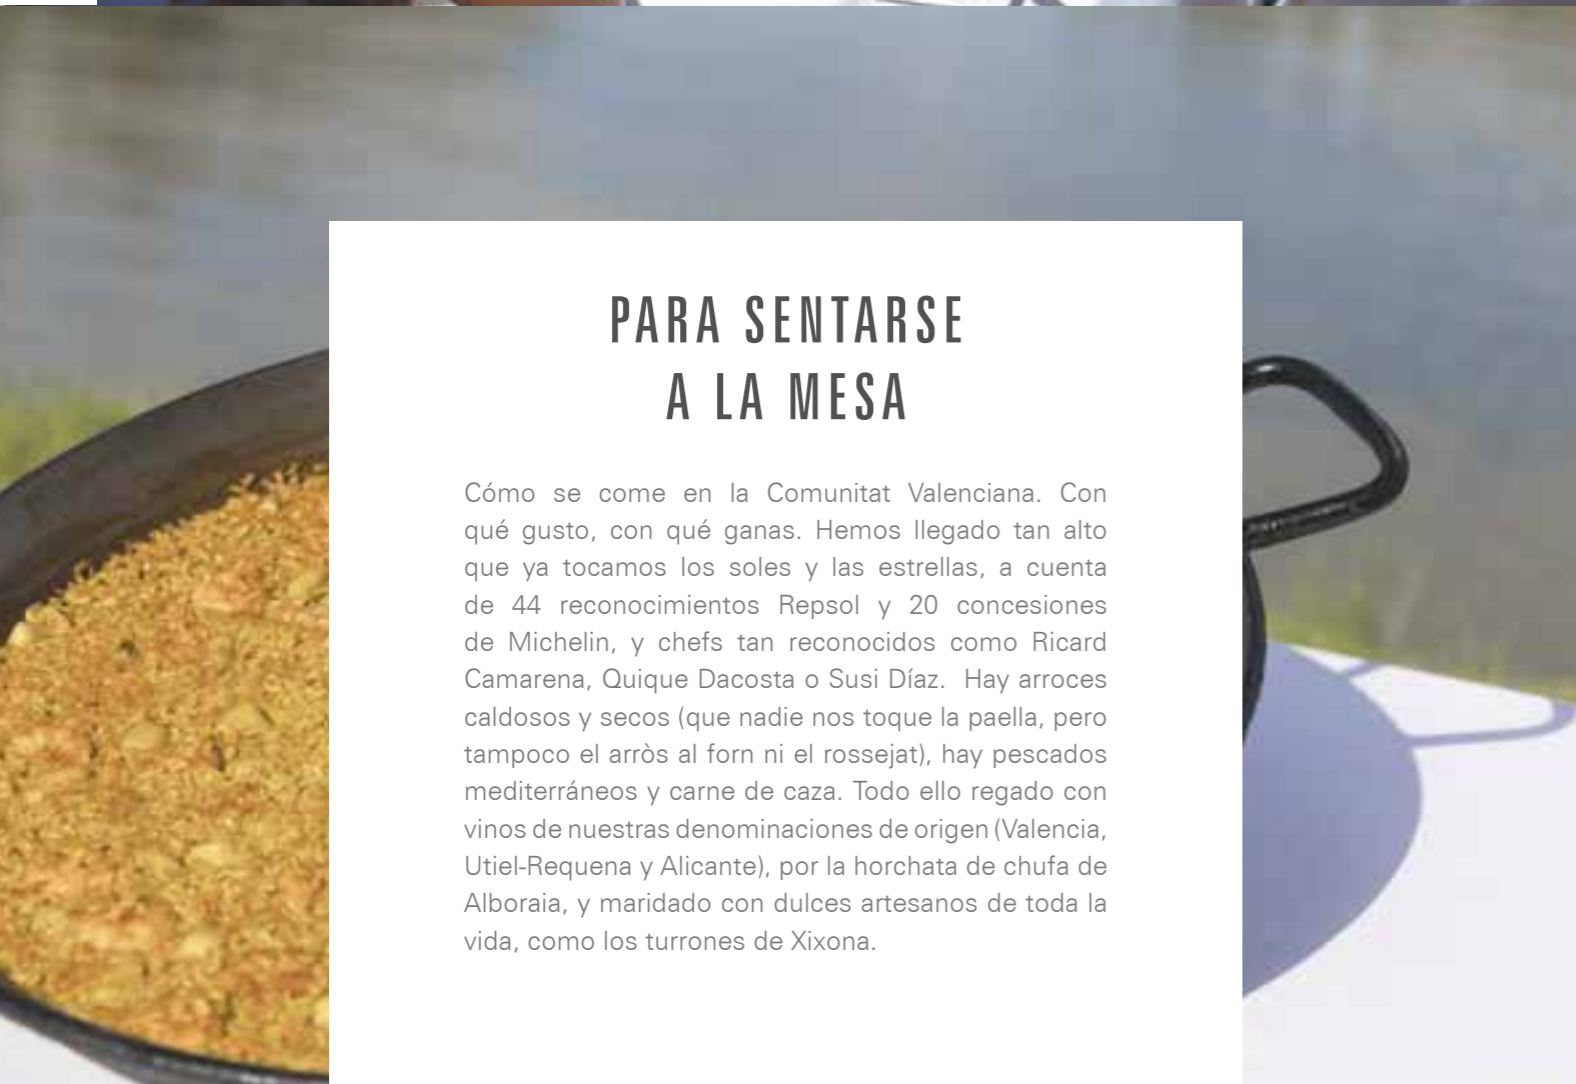 PARA SENTARSE
A LA MESA
Cómo se come en la Comunitat Valenciana. Con
qué gusto, con qué ganas. Hemos llegado tan alto
que ya tocamos los soles y las estrellas, a cuenta
de 44 reconocimientos Repsol y 20 concesiones
de Michelin, y chefs tan reconocidos como Ricard
Camarena, Quique Dacosta o Susi Díaz. Hay arroces
caldosos y secos (que nadie nos toque la paella, pero
tampoco el arròs al forn ni el rossejat), hay pescados
mediterráneos y carne de caza. Todo ello regado con
vinos de nuestras denominaciones de origen (Valencia,
Utiel-Requena y Alicante), por la horchata de chufa de
Alboraia, y maridado con dulces artesanos de toda la
vida, como los turrones de Xixona.